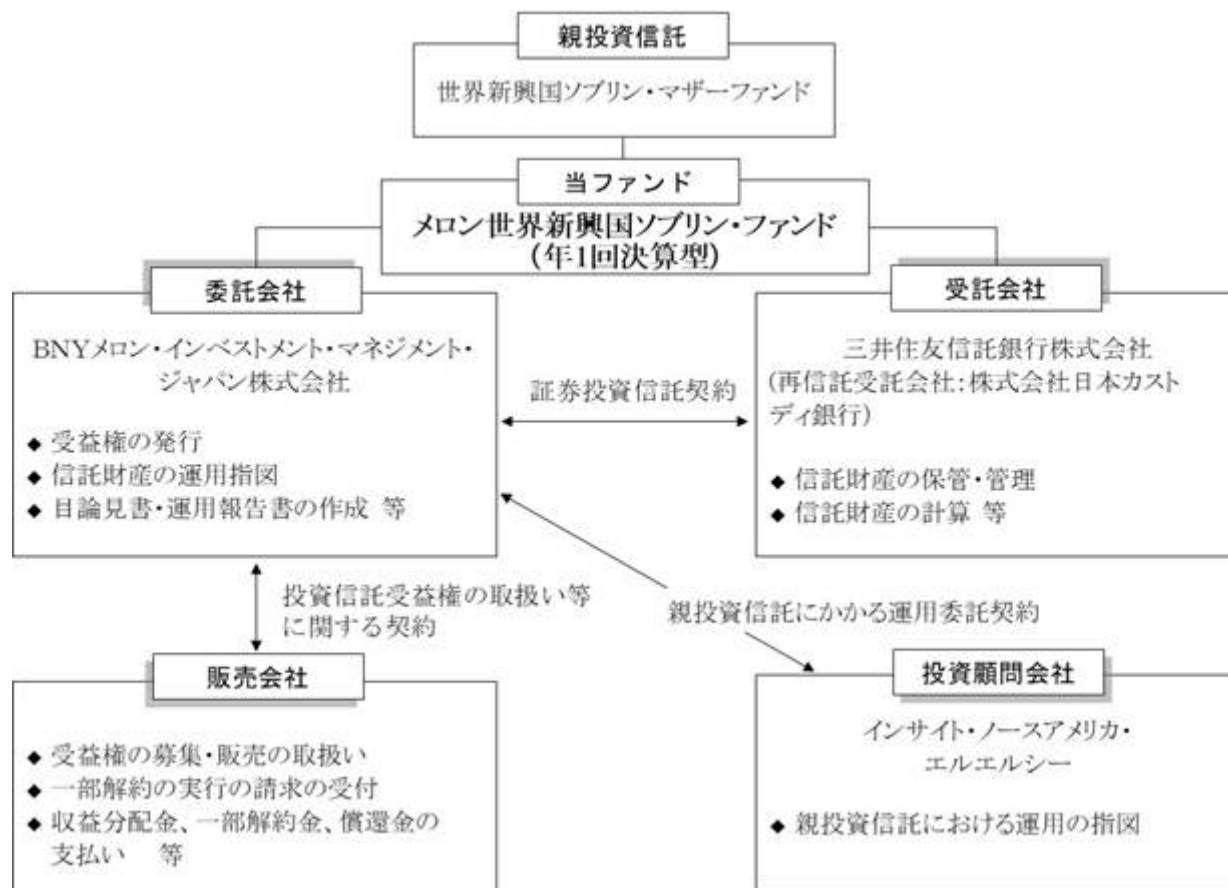 親投資信託
世界新興国ソブリン・マザーファンド
当ファンド
メロン世界新興国ソブリン・ファンド
(年1回決算型)
委託会社
BNYメロン・インベストメント・マネジメント・
ジャパン株式会社
◆ 受益権の発行
◆ 信託財産の運用指図
◆ 目論見書・運用報告書の作成 等
証券投資信託契約
受託会社
三井住友信託銀行株式会社
(再信託受託会社:株式会社日本カスト
ディ銀行)
◆ 信託財産の保管・管理
◆ 信託財産の計算 等
投資信託受益権の取扱い等
に関する契約
親投資信託にかかる運用委託契約
販売会社
◆ 受益権の募集・販売の取扱い
◆ 一部解約の実行の請求の受付
◆ 収益分配金、一部解約金、償還金の
支払い 等
投資顧問会社
インサイト・ノースアメリカ・
エルエルシー
◆ 親投資信託における運用の指図